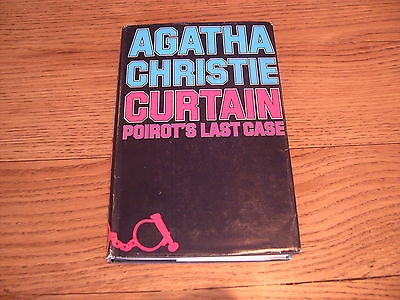 AGATHA
CHRISTIE
CURTAIN
POIROT'S LAST CASE